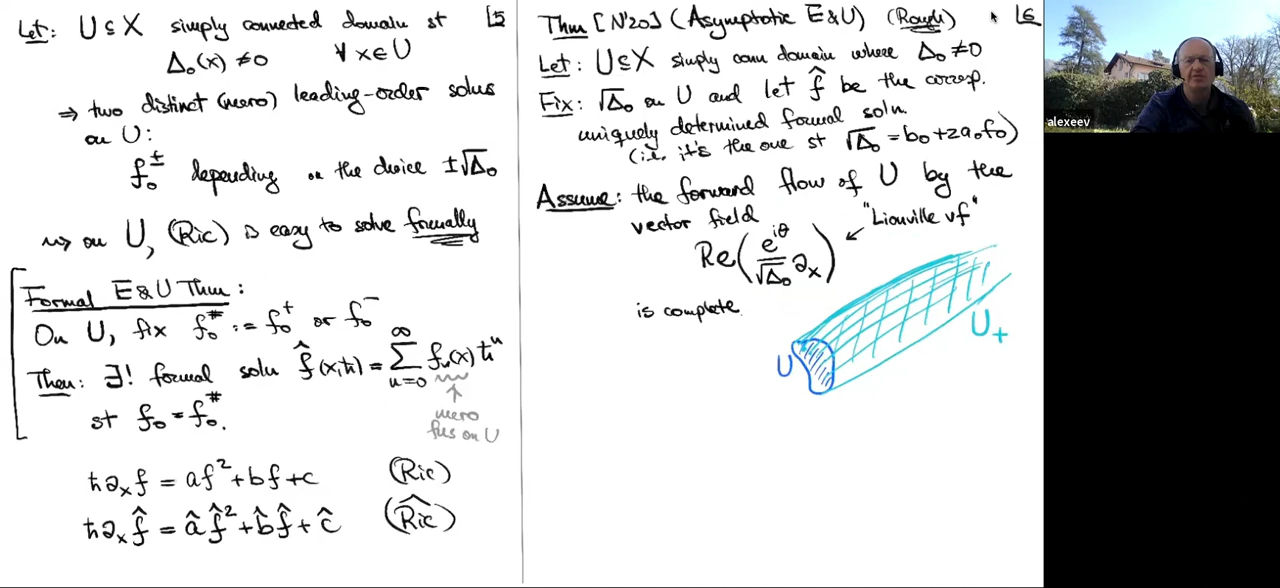 Let: U ⊆ X simply connected domain st
Δ₀(x) ≠ 0 ∀ x ∈ U
⇒ two distinct (mero) leading-order solns
on U:
f₀^± depending on the choice ±√Δ₀
⇝ on U, (Ric) is easy to solve formally
Formal E&U Thm:
On U, fix f₀^# := f₀⁺ or f₀⁻
Then: ∃! formal soln f̂(x,ħ) = ∑_{n=0}^{∞} fₙ(x) ħⁿ
st f₀ = f₀^#.
↑
mero
fns on U
ħ∂ₓf = af² + bf + c (Ric)
ħ∂ₓf̂ = âf̂² + b̂f̂ + ĉ (R̂ic)
5
Thm [N'20] (Asymptotic E&U) (Rough)
6
Let: U ⊆ X simply conn domain where Δ₀ ≠ 0
Fix: √Δ₀ on U and let f̂ be the corresp.
uniquely determined formal soln.
(i.e. it's the one st √Δ₀ = b₀ + 2a₀f₀)
Assume: the forward flow of U by the
vector field
"Liouville vf"
Re(e^{iθ}/√Δ₀ ∂ₓ) ↙
is complete.
U
U₊
alexeev